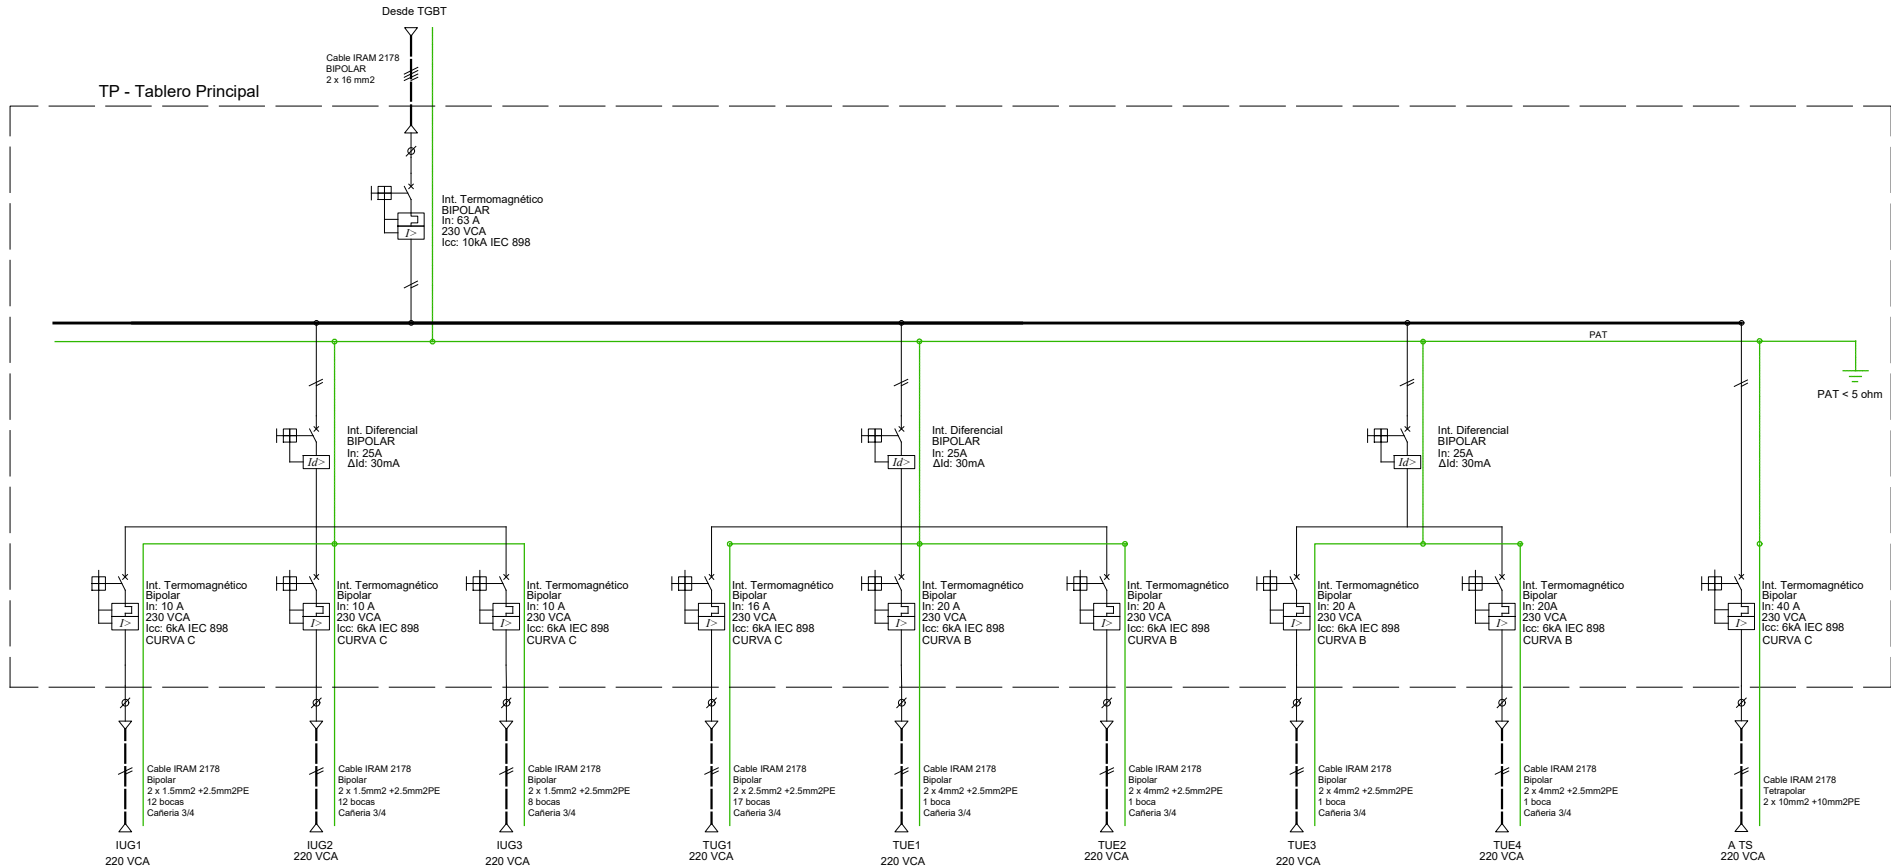 Desde TGBT
Cable IRAM 2178
BIPOLAR
2 x 16 mm2
TP - Tablero Principal
Int. Termomagnético
BIPOLAR
In: 63 A
230 VCA
Icc: 10kA IEC 898
I>
PAT
PAT < 5 ohm
Int. Diferencial
BIPOLAR
In: 25A
ΔId: 30mA
Id>
Int. Diferencial
BIPOLAR
In: 25A
ΔId: 30mA
Id>
Int. Diferencial
BIPOLAR
In: 25A
ΔId: 30mA
Id>
Int. Termomagnético
Bipolar
In: 10 A
230 VCA
Icc: 6kA IEC 898
CURVA C
I>
Int. Termomagnético
Bipolar
In: 10 A
230 VCA
Icc: 6kA IEC 898
CURVA C
I>
Int. Termomagnético
Bipolar
In: 10 A
230 VCA
Icc: 6kA IEC 898
CURVA C
I>
Int. Termomagnético
Bipolar
In: 16 A
230 VCA
Icc: 6kA IEC 898
CURVA C
I>
Int. Termomagnético
Bipolar
In: 20 A
230 VCA
Icc: 6kA IEC 898
CURVA B
I>
Int. Termomagnético
Bipolar
In: 20 A
230 VCA
Icc: 6kA IEC 898
CURVA B
I>
Int. Termomagnético
Bipolar
In: 20 A
230 VCA
Icc: 6kA IEC 898
CURVA B
I>
Int. Termomagnético
Bipolar
In: 20A
230 VCA
Icc: 6kA IEC 898
CURVA B
I>
Int. Termomagnético
Bipolar
In: 40 A
230 VCA
Icc: 6kA IEC 898
CURVA C
I>
Cable IRAM 2178
Bipolar
2 x 1.5mm2 +2.5mm2PE
12 bocas
Cañeria 3/4
Cable IRAM 2178
Bipolar
2 x 1.5mm2 +2.5mm2PE
12 bocas
Cañeria 3/4
Cable IRAM 2178
Bipolar
2 x 1.5mm2 +2.5mm2PE
8 bocas
Cañeria 3/4
Cable IRAM 2178
Bipolar
2 x 2.5mm2 +2.5mm2PE
17 bocas
Cañeria 3/4
Cable IRAM 2178
Bipolar
2 x 4mm2 +2.5mm2PE
1 boca
Cañeria 3/4
Cable IRAM 2178
Bipolar
2 x 4mm2 +2.5mm2PE
1 boca
Cañeria 3/4
Cable IRAM 2178
Bipolar
2 x 4mm2 +2.5mm2PE
1 boca
Cañeria 3/4
Cable IRAM 2178
Bipolar
2 x 4mm2 +2.5mm2PE
1 boca
Cañeria 3/4
Cable IRAM 2178
Tetrapolar
2 x 10mm2 +10mm2PE
IUG1
220 VCA
IUG2
220 VCA
IUG3
220 VCA
TUG1
220 VCA
TUE1
220 VCA
TUE2
220 VCA
TUE3
220 VCA
TUE4
220 VCA
A TS
220 VCA